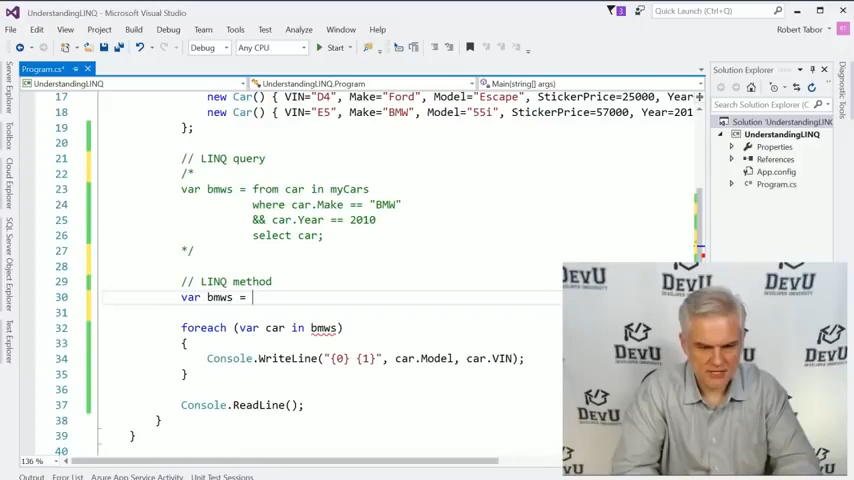 UnderstandingLINQ - Microsoft Visual Studio
3
Quick Launch (Ctrl+Q)
File Edit View Project Build Debug Team Tools Test Analyze Window Help
Robert Tabor
Debug Any CPU Start
Program.cs*
UnderstandingLINQ UnderstandingLINQ.Program Main(string[] args)
17 new Car() { VIN="D4", Make="Ford", Model="Escape", StickerPrice=25000, Year=
18 new Car() { VIN="E5", Make="BMW", Model="55i", StickerPrice=57000, Year=201
19 };
20
21 // LINQ query
22 /*
23 var bmws = from car in myCars
24 where car.Make == "BMW"
25 && car.Year == 2010
26 select car;
27 */
28
29 // LINQ method
30 var bmws =
31
32 foreach (var car in bmws)
33 {
34 Console.WriteLine("{0} {1}", car.Model, car.VIN);
35 }
36
37 Console.ReadLine();
38 }
39 }
40
136 %
Output Error List Azure App Service Activity Unit Test Sessions
Server Explorer
Toolbox
Cloud Explorer
SQL Server Object Explorer
Test Explorer
Solution Explorer
Search Solution Explorer (Ctrl+
Solution 'UnderstandingLINQ
UnderstandingLINQ
Properties
References
App.config
Program.cs
Diagnostic Tools
DEVU
DEVU
DEVU
DEVU